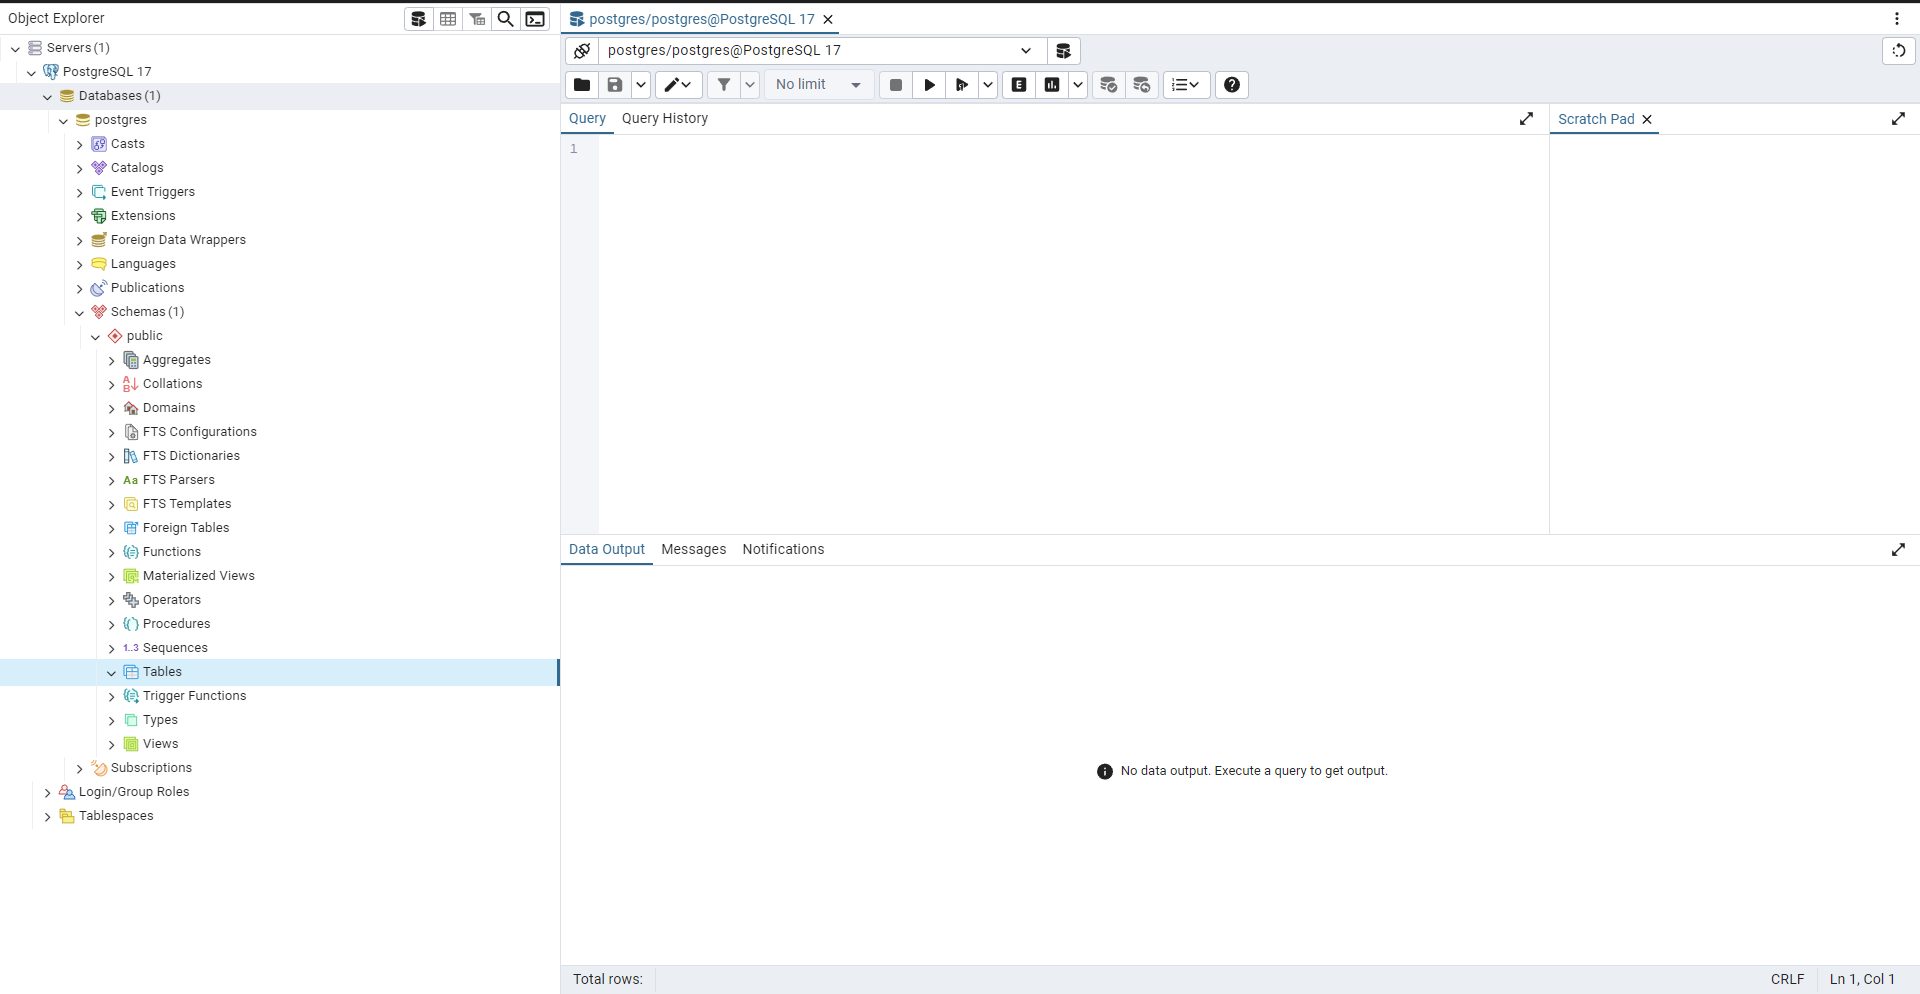 Object Explorer
Servers (1)
PostgreSQL 17
Databases (1)
postgres
Casts
Catalogs
Event Triggers
Extensions
Foreign Data Wrappers
Languages
Publications
Schemas (1)
public
Aggregates
Collations
Domains
FTS Configurations
FTS Dictionaries
Aa FTS Parsers
FTS Templates
Foreign Tables
Functions
Materialized Views
Operators
Procedures
1..3 Sequences
Tables
Trigger Functions
Types
Views
Subscriptions
Login/Group Roles
Tablespaces
postgres/postgres@PostgreSQL 17
postgres/postgres@PostgreSQL 17
No limit
E
Query Query History
Scratch Pad
1
Data Output Messages Notifications
No data output. Execute a query to get output.
Total rows:
CRLF Ln 1, Col 1